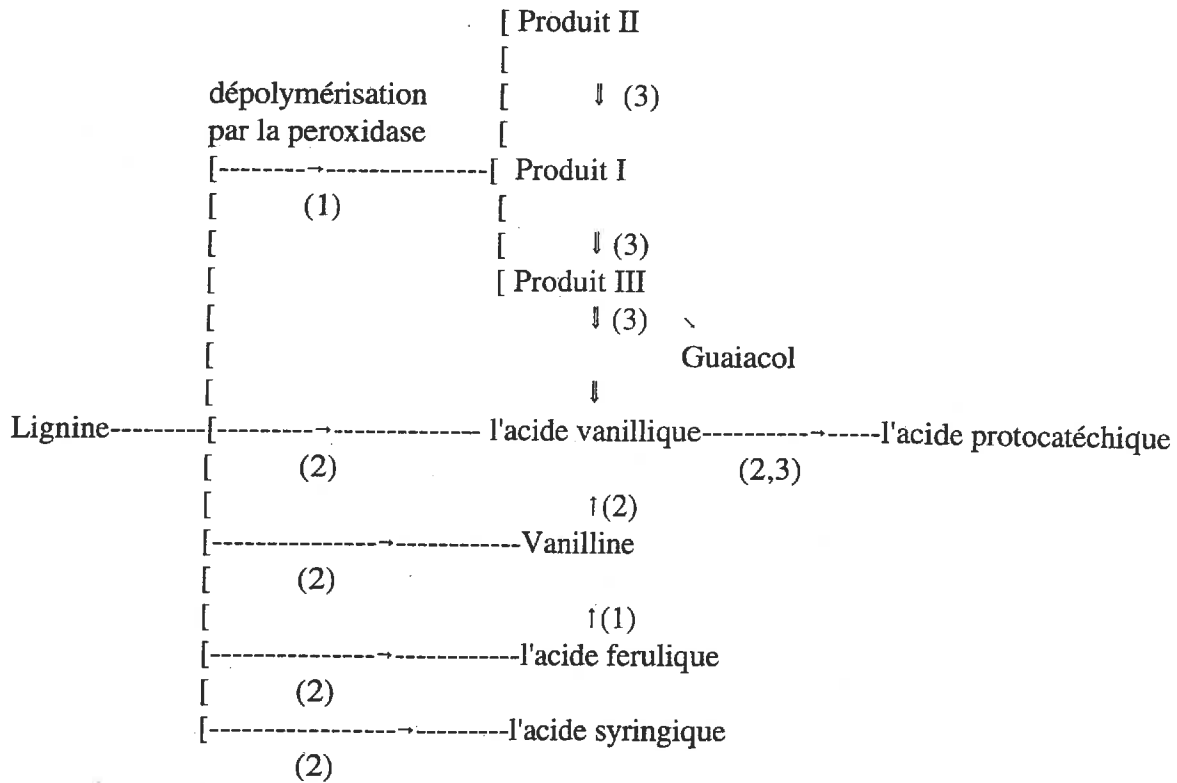 [ Produit II
[
dépolymérisation [ ⇓ (3)
par la peroxidase [
[--------→---------------[ Produit I
[ (1) [
[ [ ⇓ (3)
[ [ Produit III
[ ⇓ (3) ↘
[ Guaiacol
[ ⇓
Lignine---------[---------→----------- l'acide vanillique----------→-----l'acide protocatéchique
[ (2) (2,3)
[ ↑(2)
[--------------→-----------Vanilline
[ (2)
[ ↑(1)
[--------------→-----------l'acide ferulique
[ (2)
[---------------→---------l'acide syringique
(2)